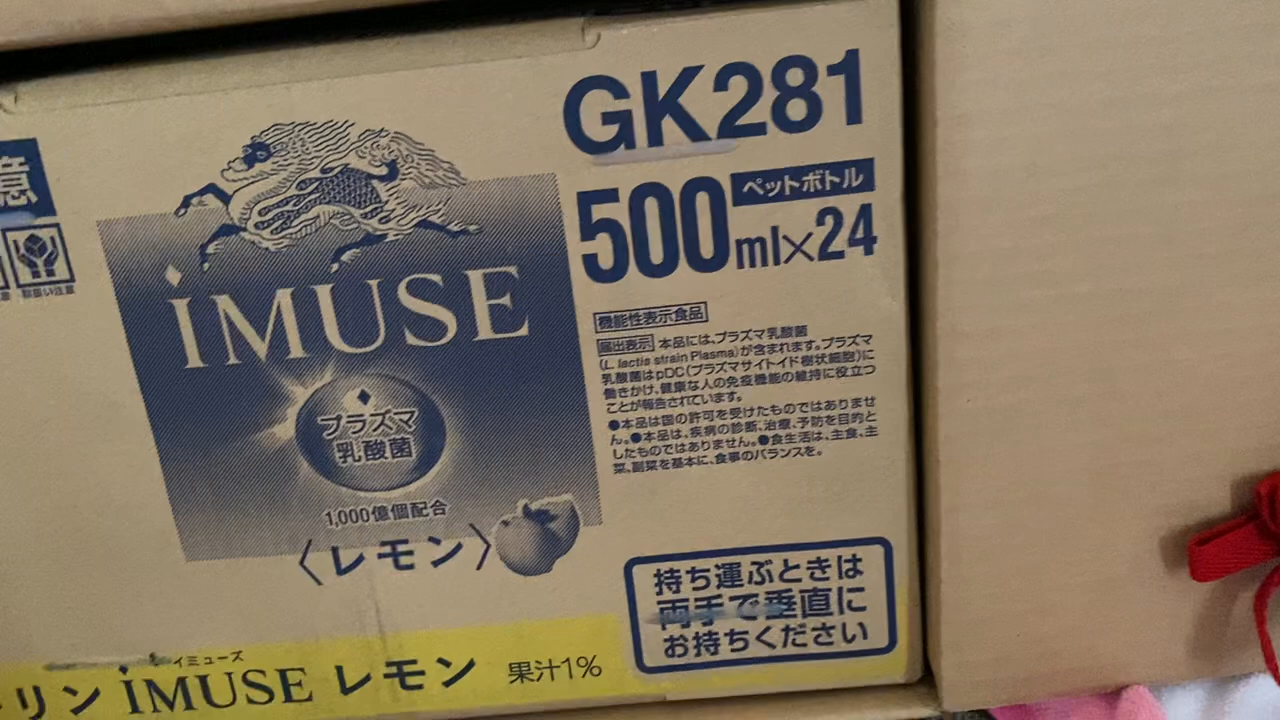 GK281
500ml×24
ペットボトル
意
取扱い注意
iMUSE
プラズマ
乳酸菌
1,000億個配合
〈レモン〉
機能性表示食品
届出表示 本品には、プラズマ乳酸菌
(L. lactis strain Plasma)が含まれます。プラズマ
乳酸菌はpDC(プラズマサイトイド樹状細胞)に
働きかけ、健康な人の免疫機能の維持に役立つ
ことが報告されています。
●本品は国の許可を受けたものではありませ
ん。●本品は、疾病の診断、治療、予防を目的と
したものではありません。●食生活は、主食、主
菜、副菜を基本に、食事のバランスを。
持ち運ぶときは
両手で垂直に
お持ちください
イミューズ
リン iMUSE レモン 果汁1%